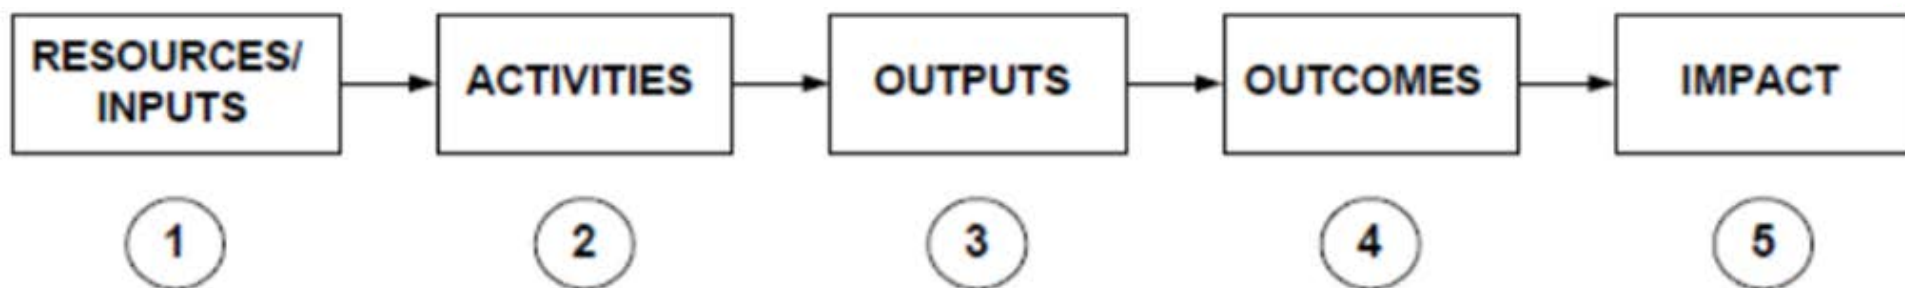 RESOURCES/
INPUTS
ACTIVITIES
OUTPUTS
OUTCOMES
IMPACT
1
2
3
4
5